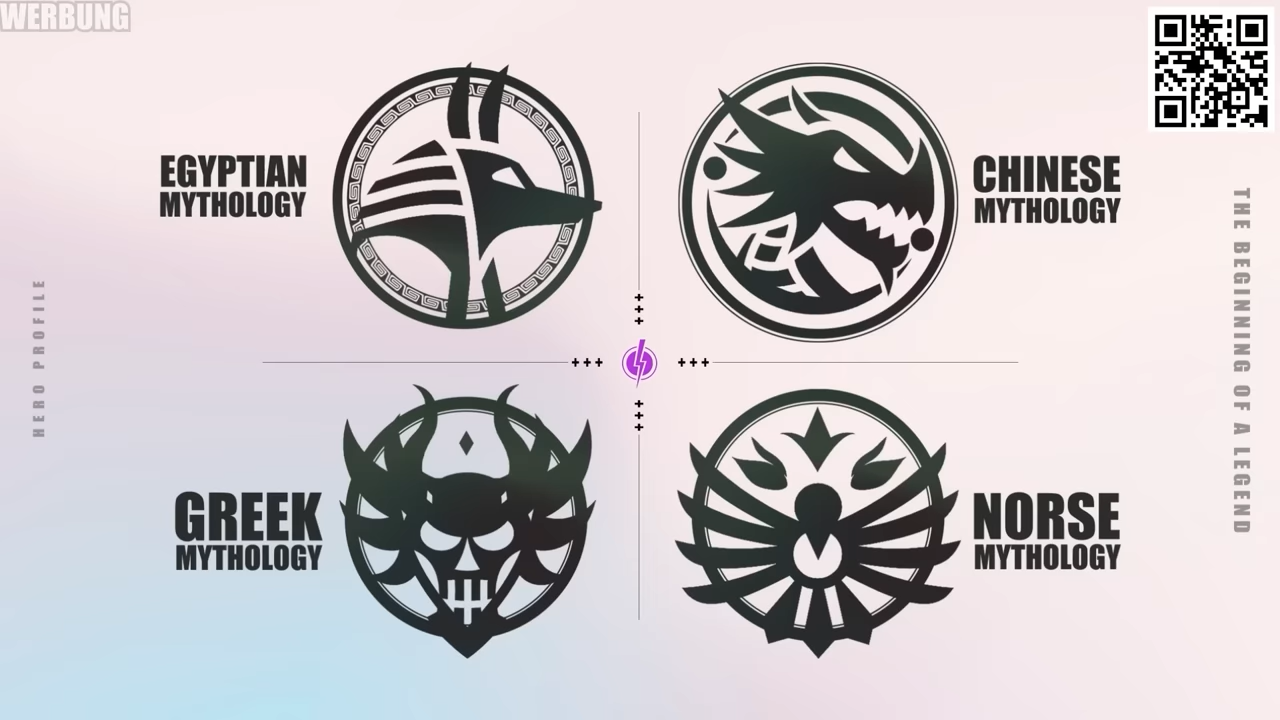 WERBUNG
EGYPTIAN
MYTHOLOGY
CHINESE
MYTHOLOGY
HERO PROFILE
THE BEGINNING OF A LEGEND
GREEK
MYTHOLOGY
NORSE
MYTHOLOGY